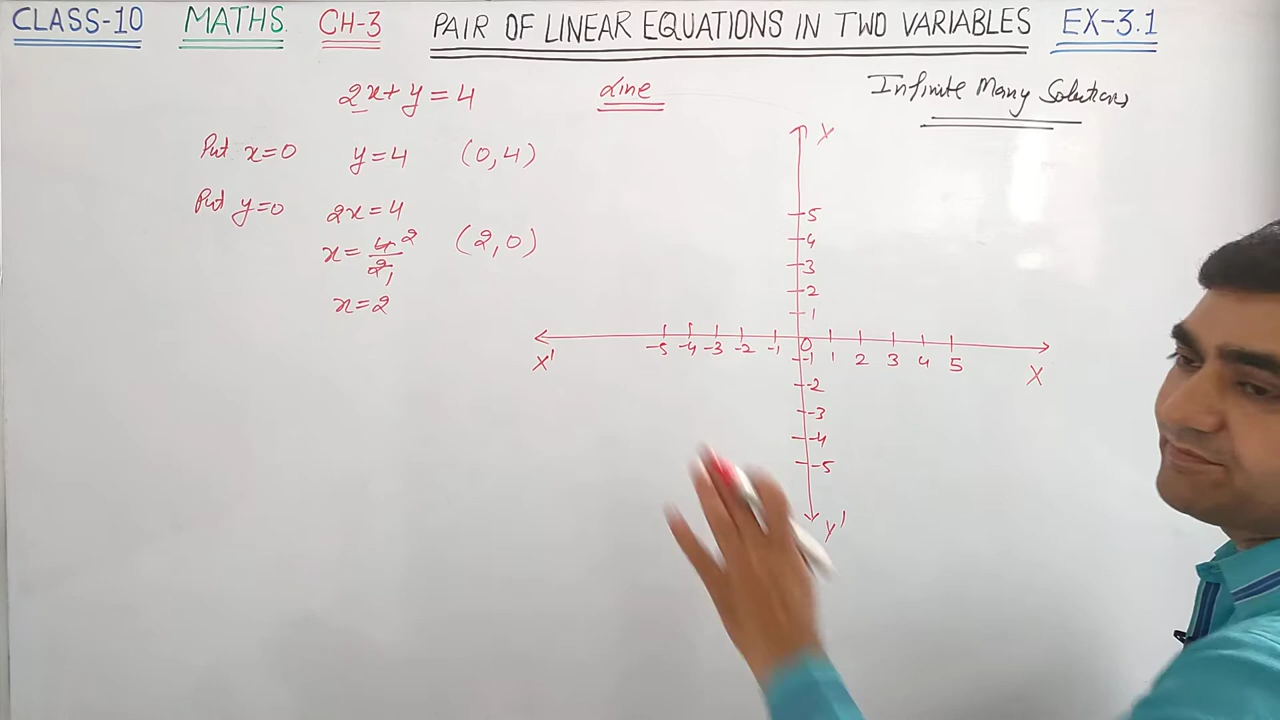 CLASS-10 MATHS CH-3 PAIR OF LINEAR EQUATIONS IN TWO VARIABLES EX-3.1
2x+y=4 Line Infinite Many Solutions
Put x=0 y=4 (0,4)
Put y=0 2x=4
x=4/2 2 1 (2,0)
x=2
Y
5
4
3
2
1
X' -5 -4 -3 -2 -1 0 1 2 3 4 5 X
-1
-2
-3
-4
-5
Y'